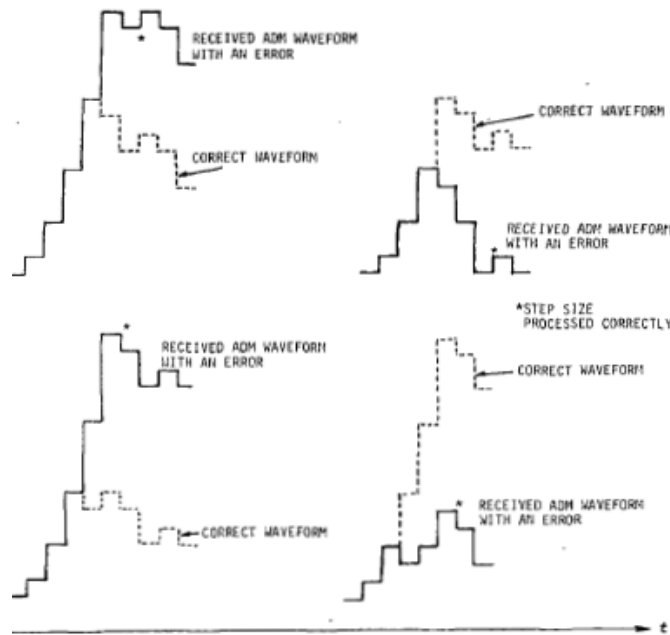 RECEIVED ADM WAVEFORM
WITH AN ERROR
*
CORRECT WAVEFORM
CORRECT WAVEFORM
RECEIVED ADM WAVEFORM
WITH AN ERROR
*
*STEP SIZE
PROCESSED CORRECTLY
*
RECEIVED ADM WAVEFORM
WITH AN ERROR
CORRECT WAVEFORM
CORRECT WAVEFORM
*
RECEIVED ADM WAVEFORM
WITH AN ERROR
t